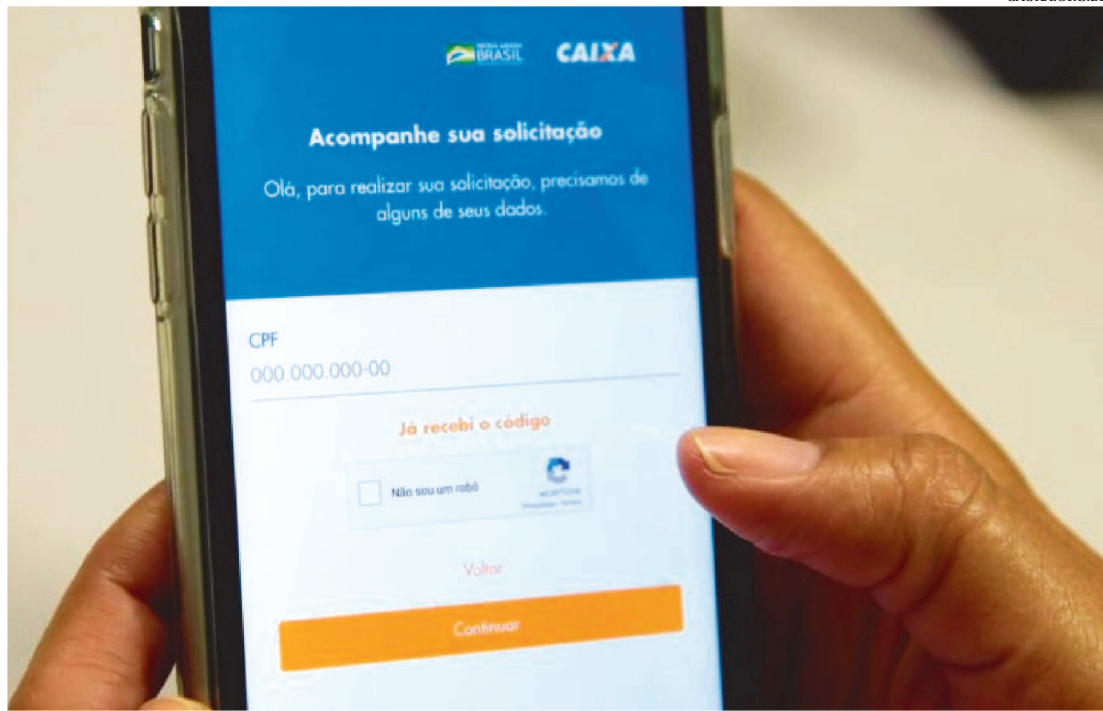 BRASIL
CAIXA
Acompanhe sua solicitação
Olá, para realizar sua solicitação, precisamos de
alguns de seus dados.
CPF
000.000.000-00
Já recebi o código
Não sou um robô
reCAPTCHA
Voltar
Continuar